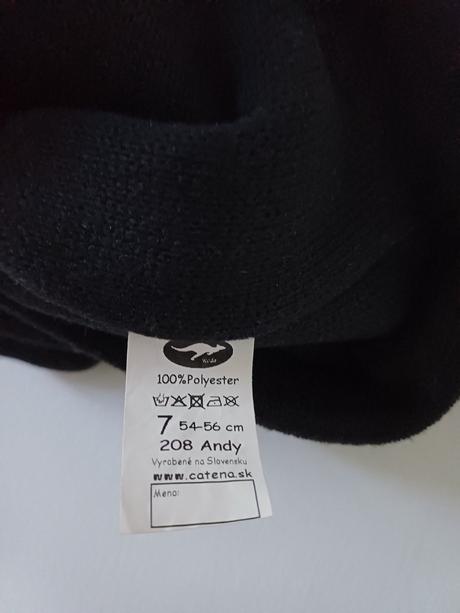 100%Polyester
7 54-56 cm
208 Andy
Vyrobené na Slovensku
www.catena.sk
Meno: